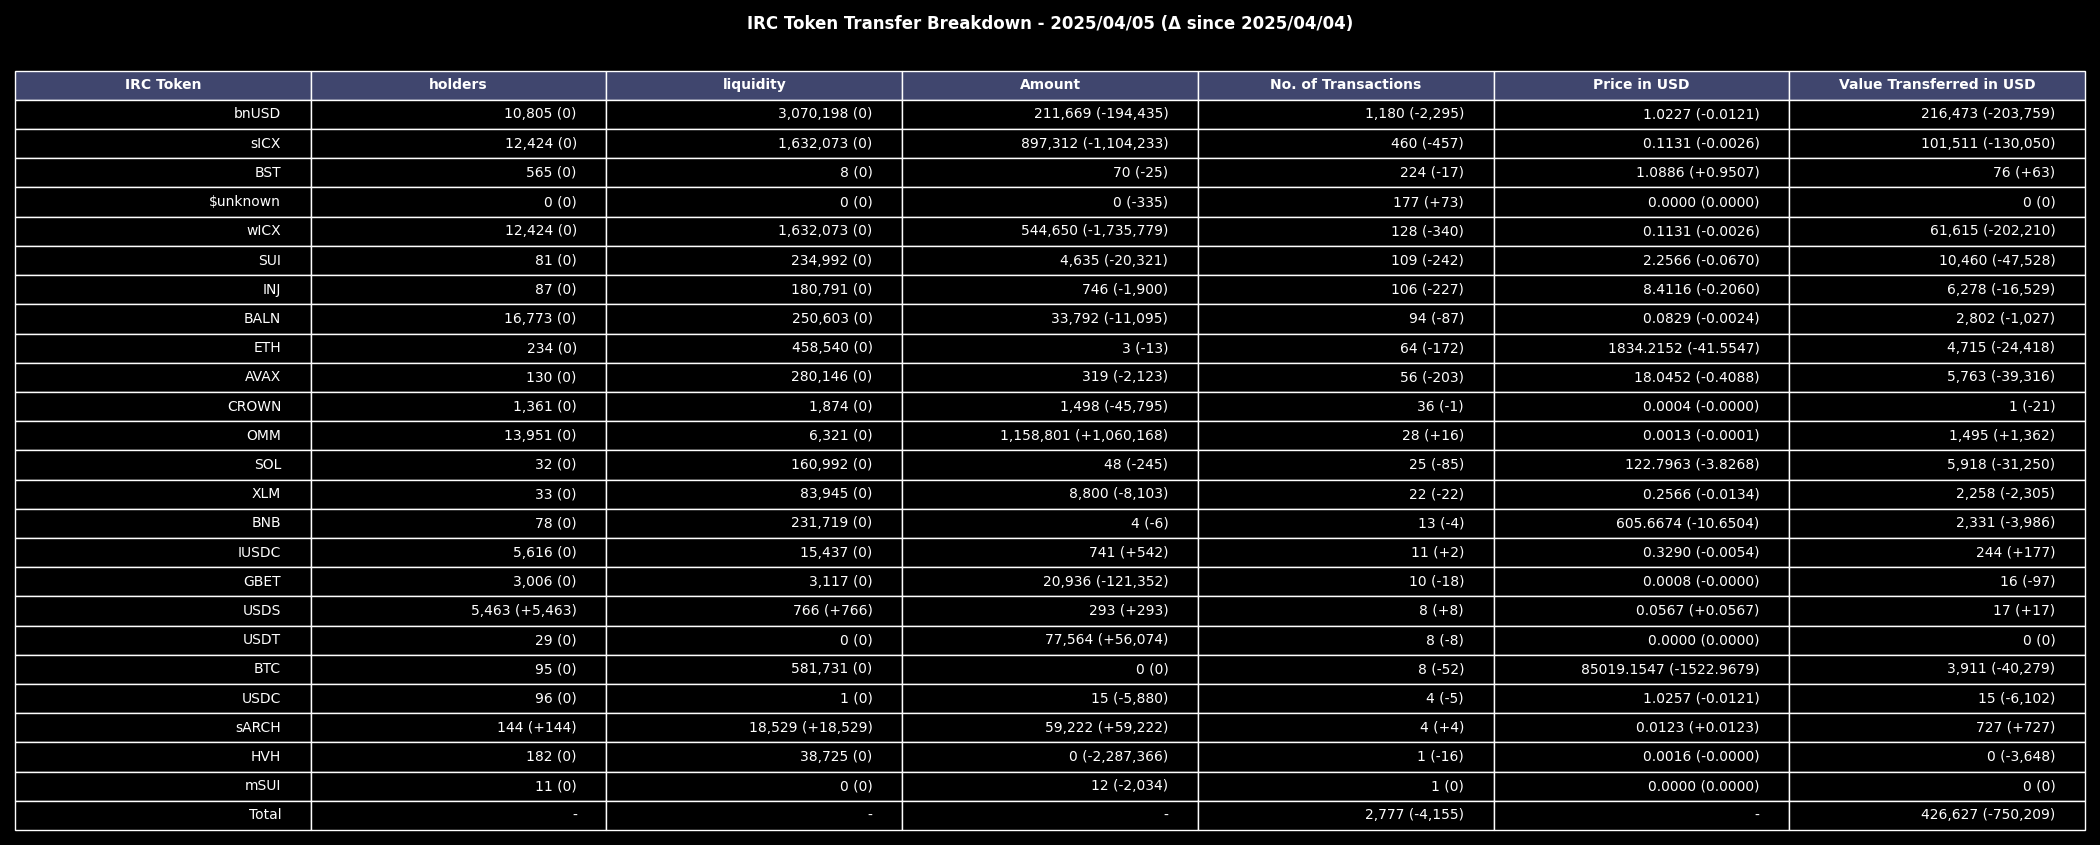 IRC Token Transfer Breakdown - 2025/04/05 (Δ since 2025/04/04)
IRC Token holders liquidity Amount No. of Transactions Price in USD Value Transferred in USD
bnUSD 10,805 (0) 3,070,198 (0) 211,669 (-194,435) 1,180 (-2,295) 1.0227 (-0.0121) 216,473 (-203,759)
sICX 12,424 (0) 1,632,073 (0) 897,312 (-1,104,233) 460 (-457) 0.1131 (-0.0026) 101,511 (-130,050)
BST 565 (0) 8 (0) 70 (-25) 224 (-17) 1.0886 (+0.9507) 76 (+63)
$unknown 0 (0) 0 (0) 0 (-335) 177 (+73) 0.0000 (0.0000) 0 (0)
wICX 12,424 (0) 1,632,073 (0) 544,650 (-1,735,779) 128 (-340) 0.1131 (-0.0026) 61,615 (-202,210)
SUI 81 (0) 234,992 (0) 4,635 (-20,321) 109 (-242) 2.2566 (-0.0670) 10,460 (-47,528)
INJ 87 (0) 180,791 (0) 746 (-1,900) 106 (-227) 8.4116 (-0.2060) 6,278 (-16,529)
BALN 16,773 (0) 250,603 (0) 33,792 (-11,095) 94 (-87) 0.0829 (-0.0024) 2,802 (-1,027)
ETH 234 (0) 458,540 (0) 3 (-13) 64 (-172) 1834.2152 (-41.5547) 4,715 (-24,418)
AVAX 130 (0) 280,146 (0) 319 (-2,123) 56 (-203) 18.0452 (-0.4088) 5,763 (-39,316)
CROWN 1,361 (0) 1,874 (0) 1,498 (-45,795) 36 (-1) 0.0004 (-0.0000) 1 (-21)
OMM 13,951 (0) 6,321 (0) 1,158,801 (+1,060,168) 28 (+16) 0.0013 (-0.0001) 1,495 (+1,362)
SOL 32 (0) 160,992 (0) 48 (-245) 25 (-85) 122.7963 (-3.8268) 5,918 (-31,250)
XLM 33 (0) 83,945 (0) 8,800 (-8,103) 22 (-22) 0.2566 (-0.0134) 2,258 (-2,305)
BNB 78 (0) 231,719 (0) 4 (-6) 13 (-4) 605.6674 (-10.6504) 2,331 (-3,986)
IUSDC 5,616 (0) 15,437 (0) 741 (+542) 11 (+2) 0.3290 (-0.0054) 244 (+177)
GBET 3,006 (0) 3,117 (0) 20,936 (-121,352) 10 (-18) 0.0008 (-0.0000) 16 (-97)
USDS 5,463 (+5,463) 766 (+766) 293 (+293) 8 (+8) 0.0567 (+0.0567) 17 (+17)
USDT 29 (0) 0 (0) 77,564 (+56,074) 8 (-8) 0.0000 (0.0000) 0 (0)
BTC 95 (0) 581,731 (0) 0 (0) 8 (-52) 85019.1547 (-1522.9679) 3,911 (-40,279)
USDC 96 (0) 1 (0) 15 (-5,880) 4 (-5) 1.0257 (-0.0121) 15 (-6,102)
sARCH 144 (+144) 18,529 (+18,529) 59,222 (+59,222) 4 (+4) 0.0123 (+0.0123) 727 (+727)
HVH 182 (0) 38,725 (0) 0 (-2,287,366) 1 (-16) 0.0016 (-0.0000) 0 (-3,648)
mSUI 11 (0) 0 (0) 12 (-2,034) 1 (0) 0.0000 (0.0000) 0 (0)
Total - - - 2,777 (-4,155) - 426,627 (-750,209)